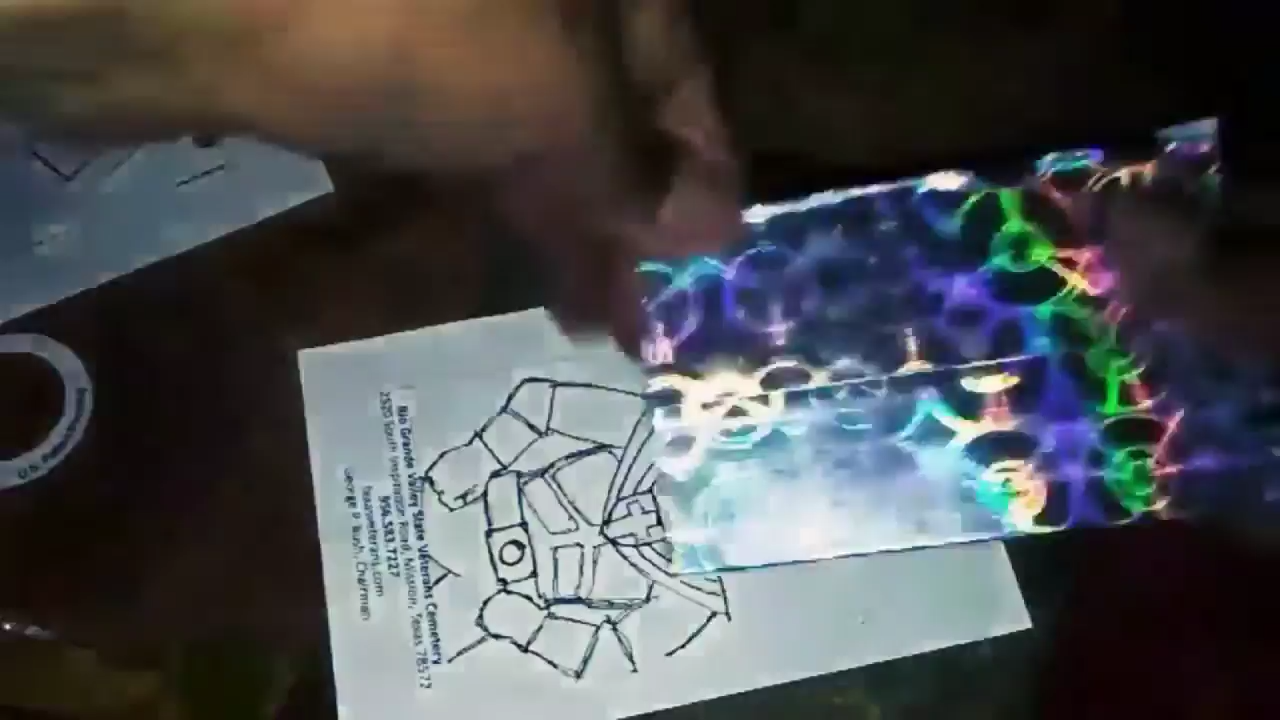 Rio Grande Valley State Veterans Cemetery
2520 South Inspiration Road, Mission, Texas 78572
956.583.7227
texasveterans.com
George P. Bush, Chairman
U.S.